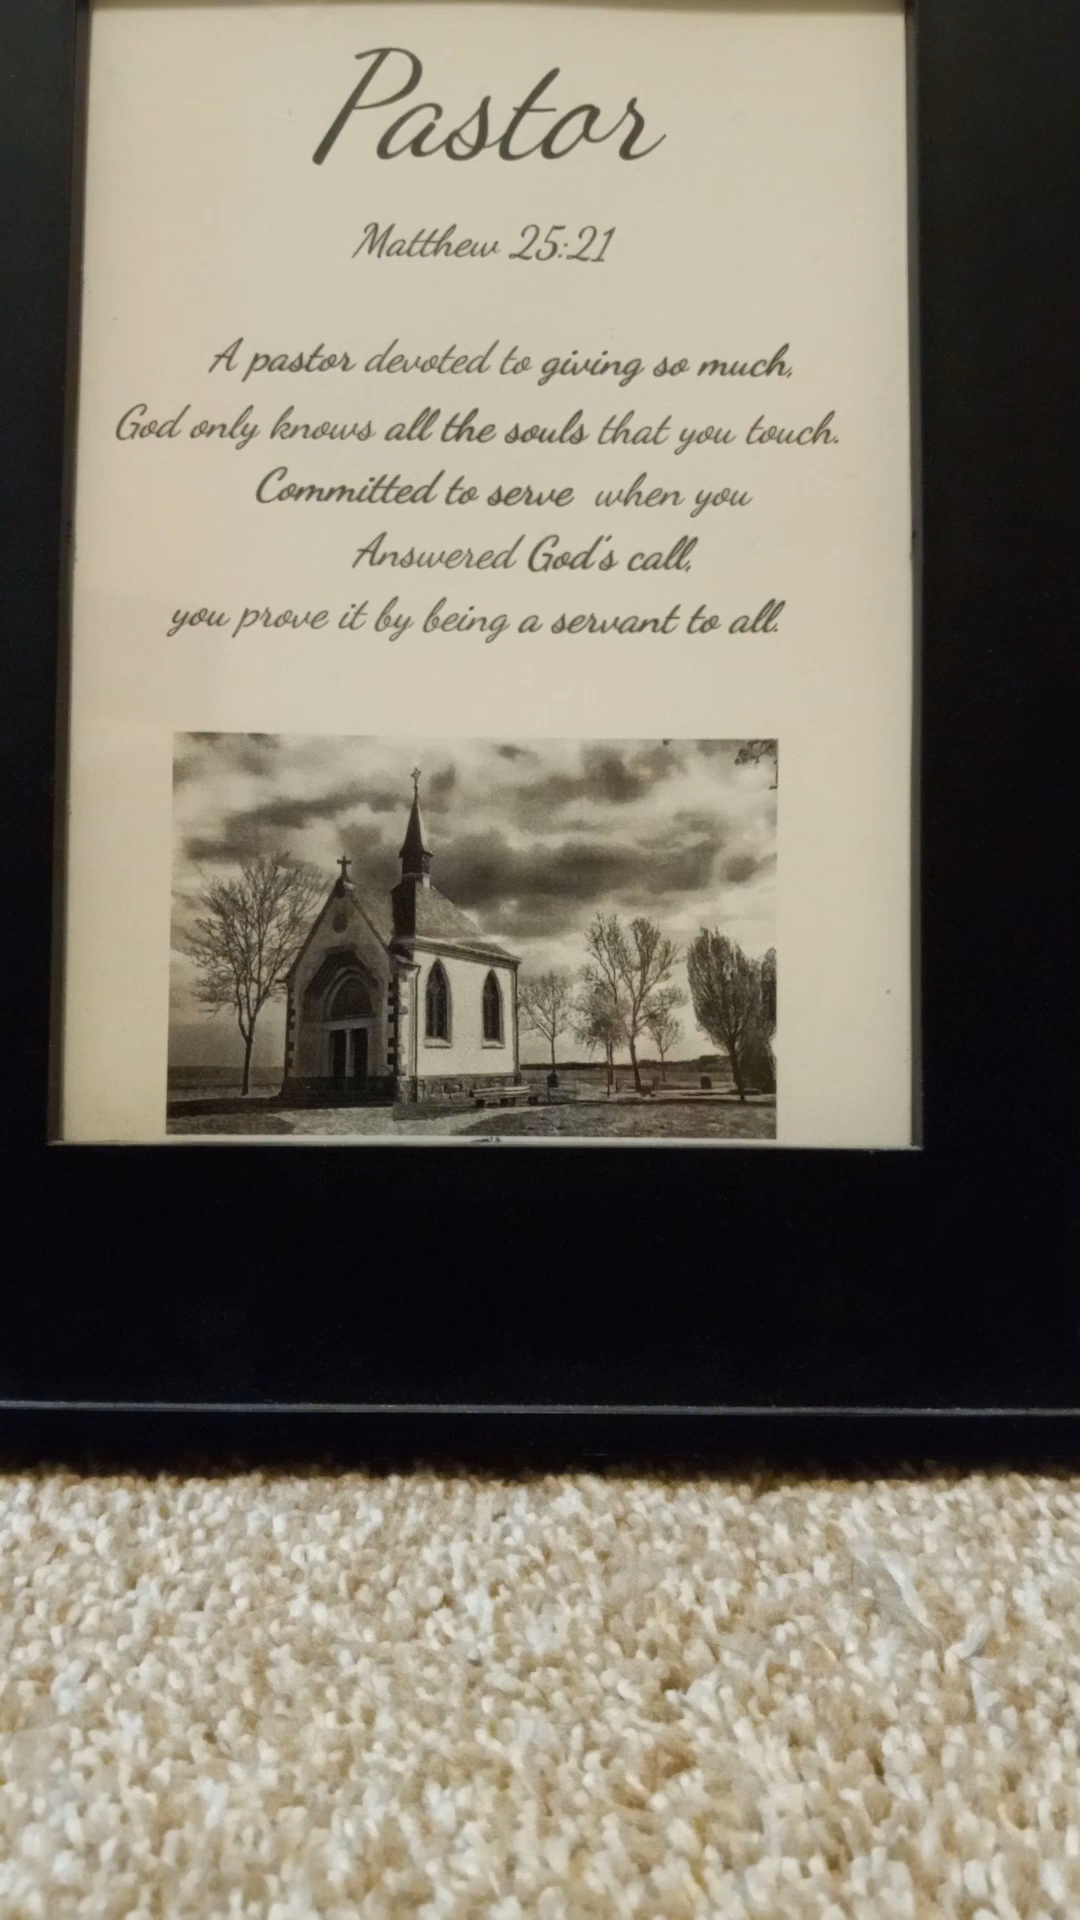 Pastor
Matthew 25:21
A pastor devoted to giving so much,
God only knows all the souls that you touch.
Committed to serve when you
Answered God's call,
you prove it by being a servant to all.